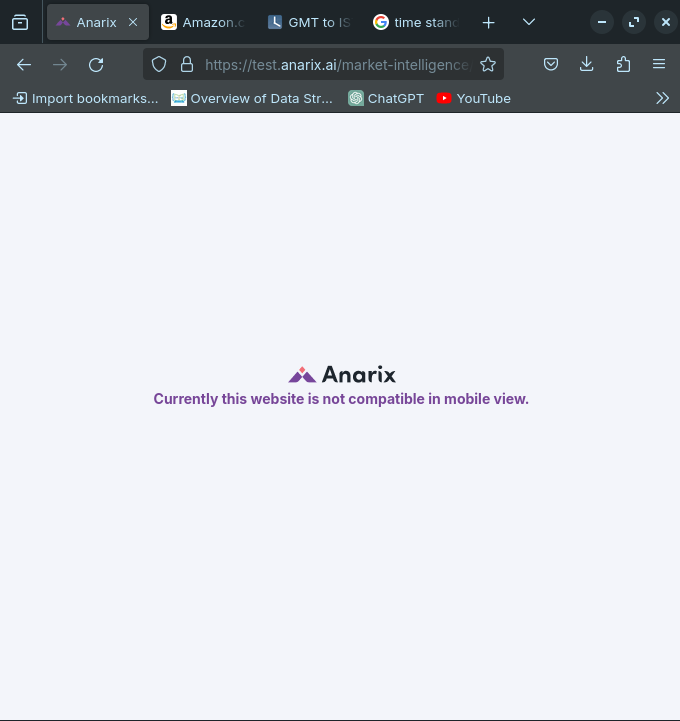 Anarix
Amazon.c
GMT to IS
time stand
https://test.anarix.ai/market-intelligence
Import bookmarks...
Overview of Data Str...
ChatGPT
YouTube
Anarix
Currently this website is not compatible in mobile view.